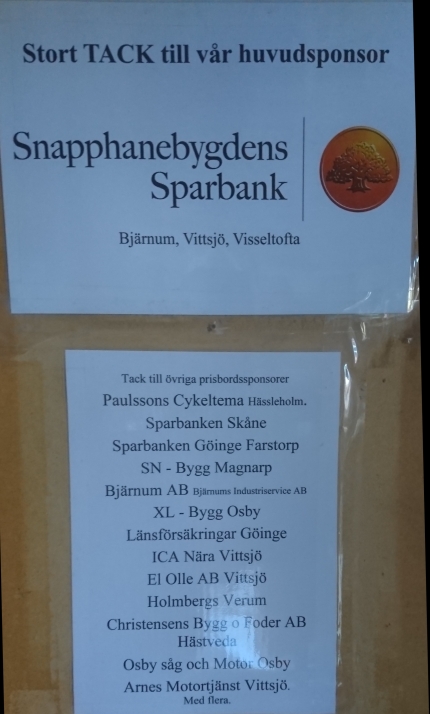 Stort TACK till vår huvudsponsor
Snapphanebygdens
Sparbank
Bjärnum, Vittsjö, Visseltofta
Tack till övriga prisbordssponsorer
Paulssons Cykeltema Hässleholm.
Sparbanken Skåne
Sparbanken Göinge Farstorp
SN - Bygg Magnarp
Bjärnum AB Bjärnums Industriservice AB
XL - Bygg Osby
Länsförsäkringar Göinge
ICA Nära Vittsjö
El Olle AB Vittsjö
Holmbergs Verum
Christensens Bygg o Foder AB
Hästveda
Osby såg och Motor Osby
Arnes Motortjänst Vittsjö.
Med flera.